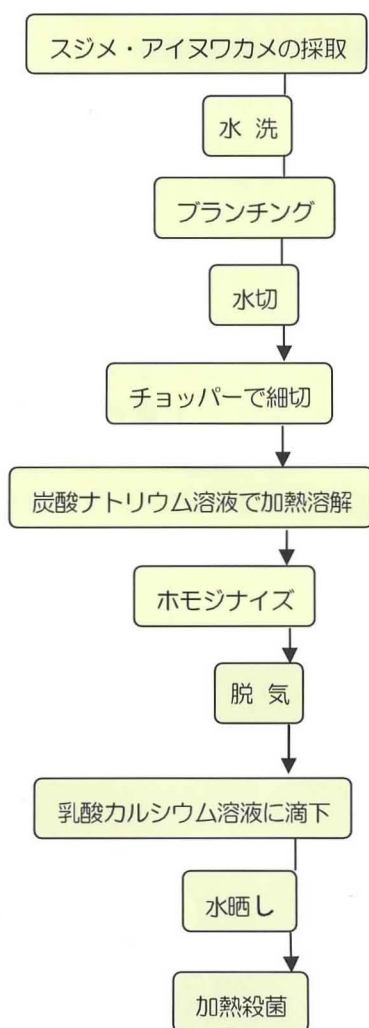 スジメ・アイヌワカメの採取
水 洗
ブランチング
水切
チョッパーで細切
炭酸ナトリウム溶液で加熱溶解
ホモジナイズ
脱 気
乳酸カルシウム溶液に滴下
水晒し
加熱殺菌